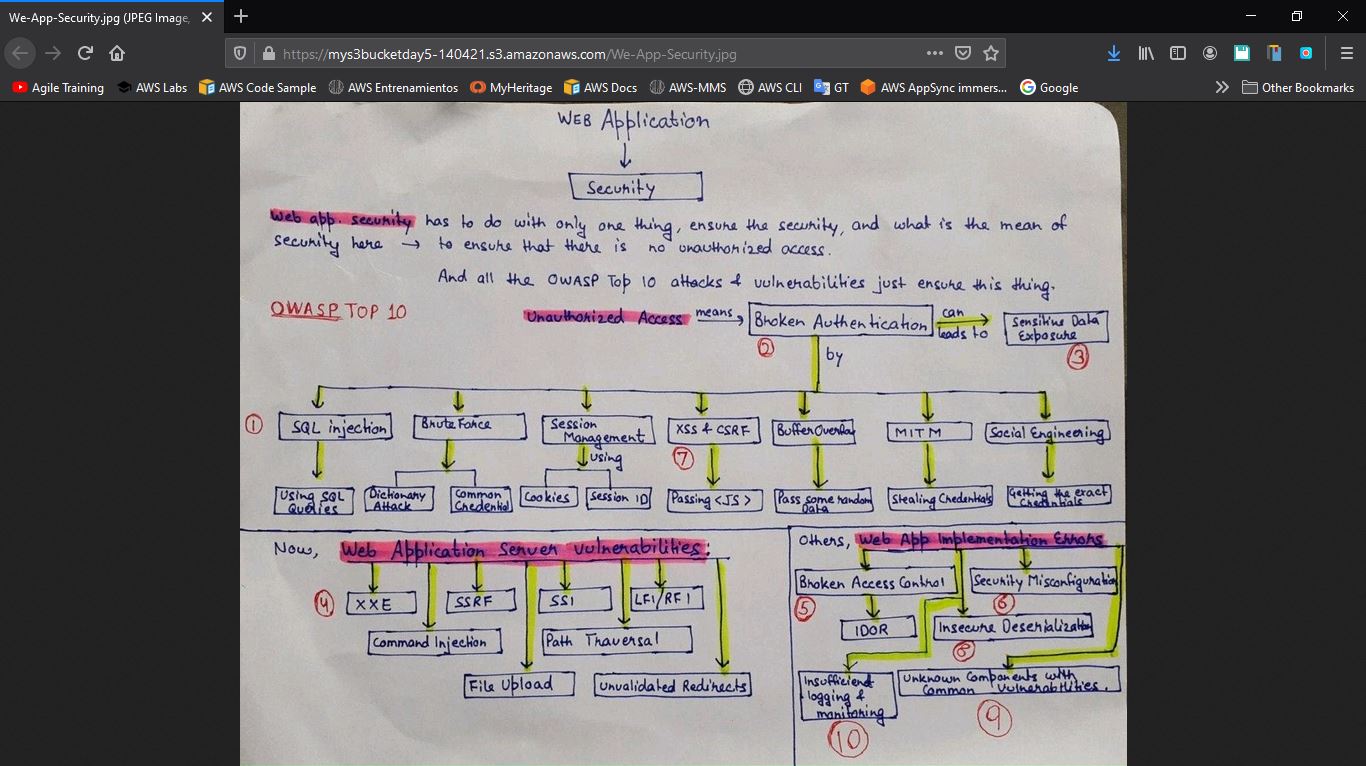 We-App-Security.jpg (JPEG Image,
https://mys3bucketday5-140421.s3.amazonaws.com/We-App-Security.jpg
Agile Training AWS Labs AWS Code Sample AWS Entrenamientos MyHeritage AWS Docs AWS-MMS AWS CLI GT AWS AppSync immers... Google Other Bookmarks
WEB Application
Security
Web app. security has to do with only one thing, ensure the security, and what is the mean of
security here → to ensure that there is no unauthorized access.
And all the OWASP Top 10 attacks & vulnerabilities just ensure this thing.
OWASP TOP 10
Unauthorized Access means Broken Authentication can leads to Sensitive Data Exposure
2
3
by
1
SQL injection
Brute Force
Session Management
XSS & CSRF
Buffer Overflow
MITM
Social Engineering
7
using
Using SQL Queries
Dictionary Attack
Common Credential
Cookies
Session ID
Passing <JS>
Pass some random Data
Stealing Credentials
Getting the exact Credentials
Now, Web Application Server vulnerabilities:
4
XXE
SSRF
SSI
LFI/RFI
Command Injection
Path Traversal
File Upload
Unvalidated Redirects
Others, Web App Implementation Errors
Broken Access Control
Security Misconfiguration
5
6
IDOR
Insecure Deserialization
8
Insufficient
logging &
monitoring
Unknown Components with
Common Vulnerabilities.
10
9